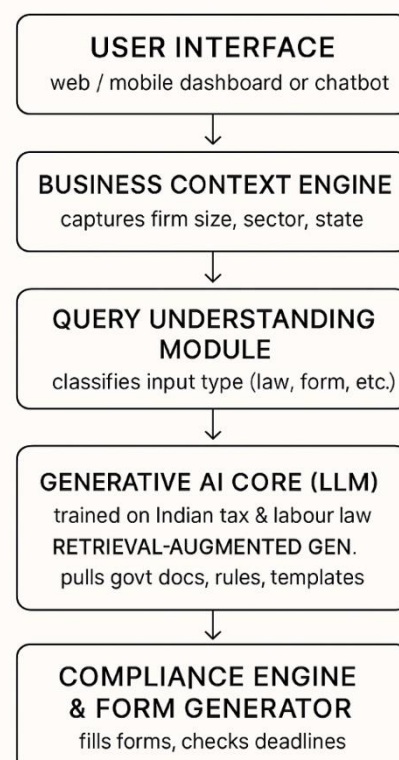 USER INTERFACE
web / mobile dashboard or chatbot
BUSINESS CONTEXT ENGINE
captures firm size, sector, state
QUERY UNDERSTANDING
MODULE
classifies input type (law, form, etc.)
GENERATIVE AI CORE (LLM)
trained on Indian tax & labour law
RETRIEVAL-AUGMENTED GEN.
pulls govt docs, rules, templates
COMPLIANCE ENGINE
& FORM GENERATOR
fills forms, checks deadlines